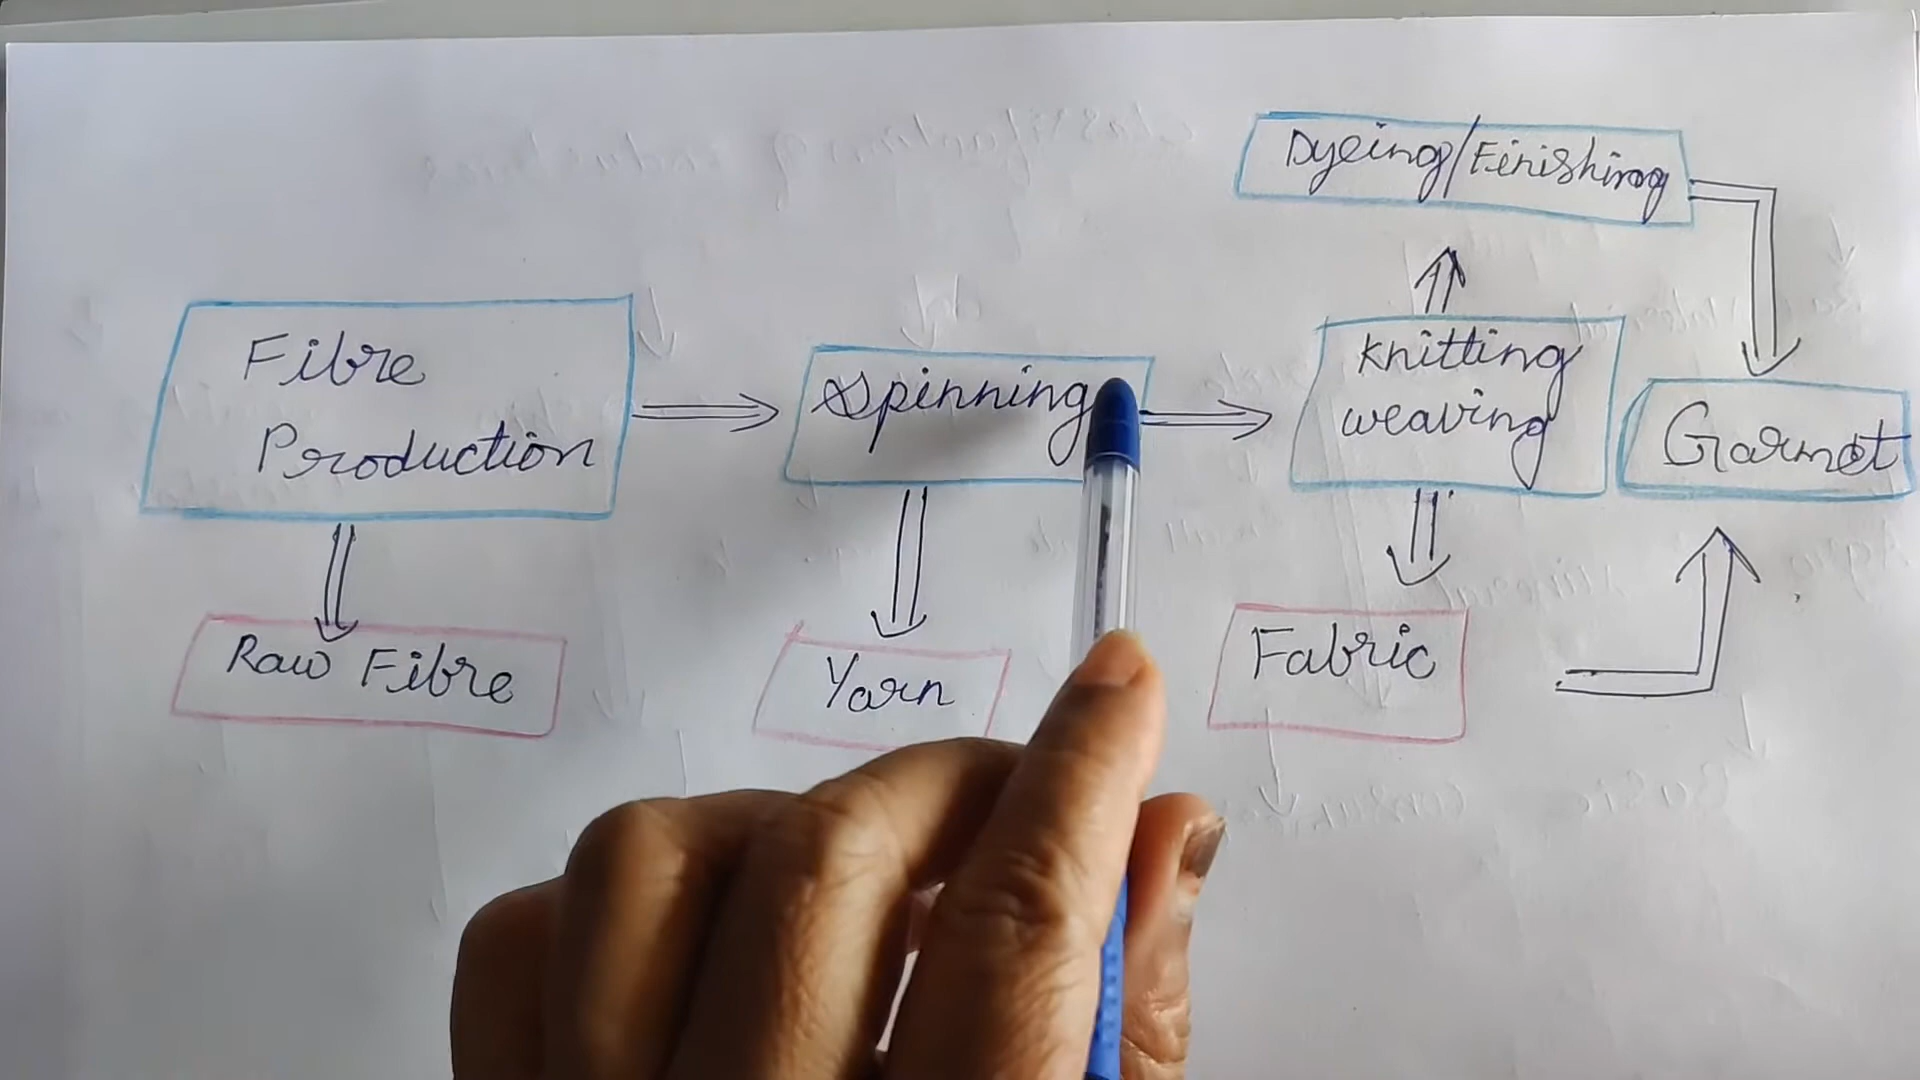 Dyeing/Finishing
Fibre
Production
Spinning
Knitting
weaving
Garmet
Raw Fibre
Yarn
Fabric